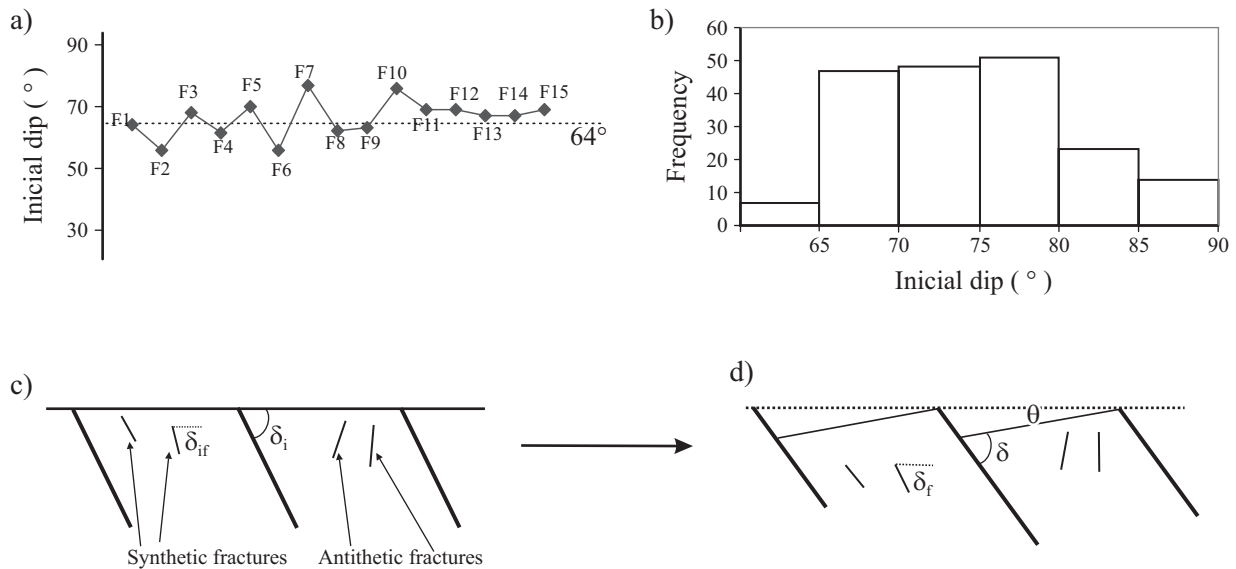 a)
Inicial dip ( ° )
90
70
50
30
F1
F2
F3
F4
F5
F6
F7
F8
F9
F10
F11
F12
F13
F14
F15
64°
b)
Frequency
60
50
40
30
20
10
0
65
70
75
80
85
90
Inicial dip ( ° )
c)
δif
δi
Synthetic fractures
Antithetic fractures
d)
θ
δ
δf